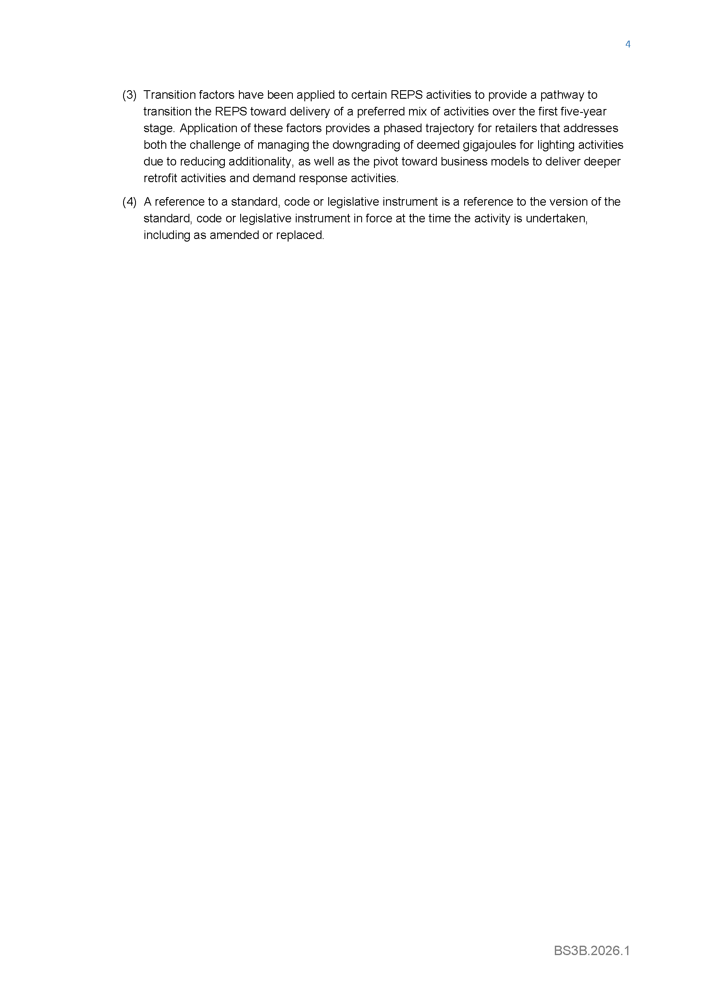 4
(3) Transition factors have been applied to certain REPS activities to provide a pathway to
transition the REPS toward delivery of a preferred mix of activities over the first five-year
stage. Application of these factors provides a phased trajectory for retailers that addresses
both the challenge of managing the downgrading of deemed gigajoules for lighting activities
due to reducing additionality, as well as the pivot toward business models to deliver deeper
retrofit activities and demand response activities.
(4) A reference to a standard, code or legislative instrument is a reference to the version of the
standard, code or legislative instrument in force at the time the activity is undertaken,
including as amended or replaced.
BS3B.2026.1